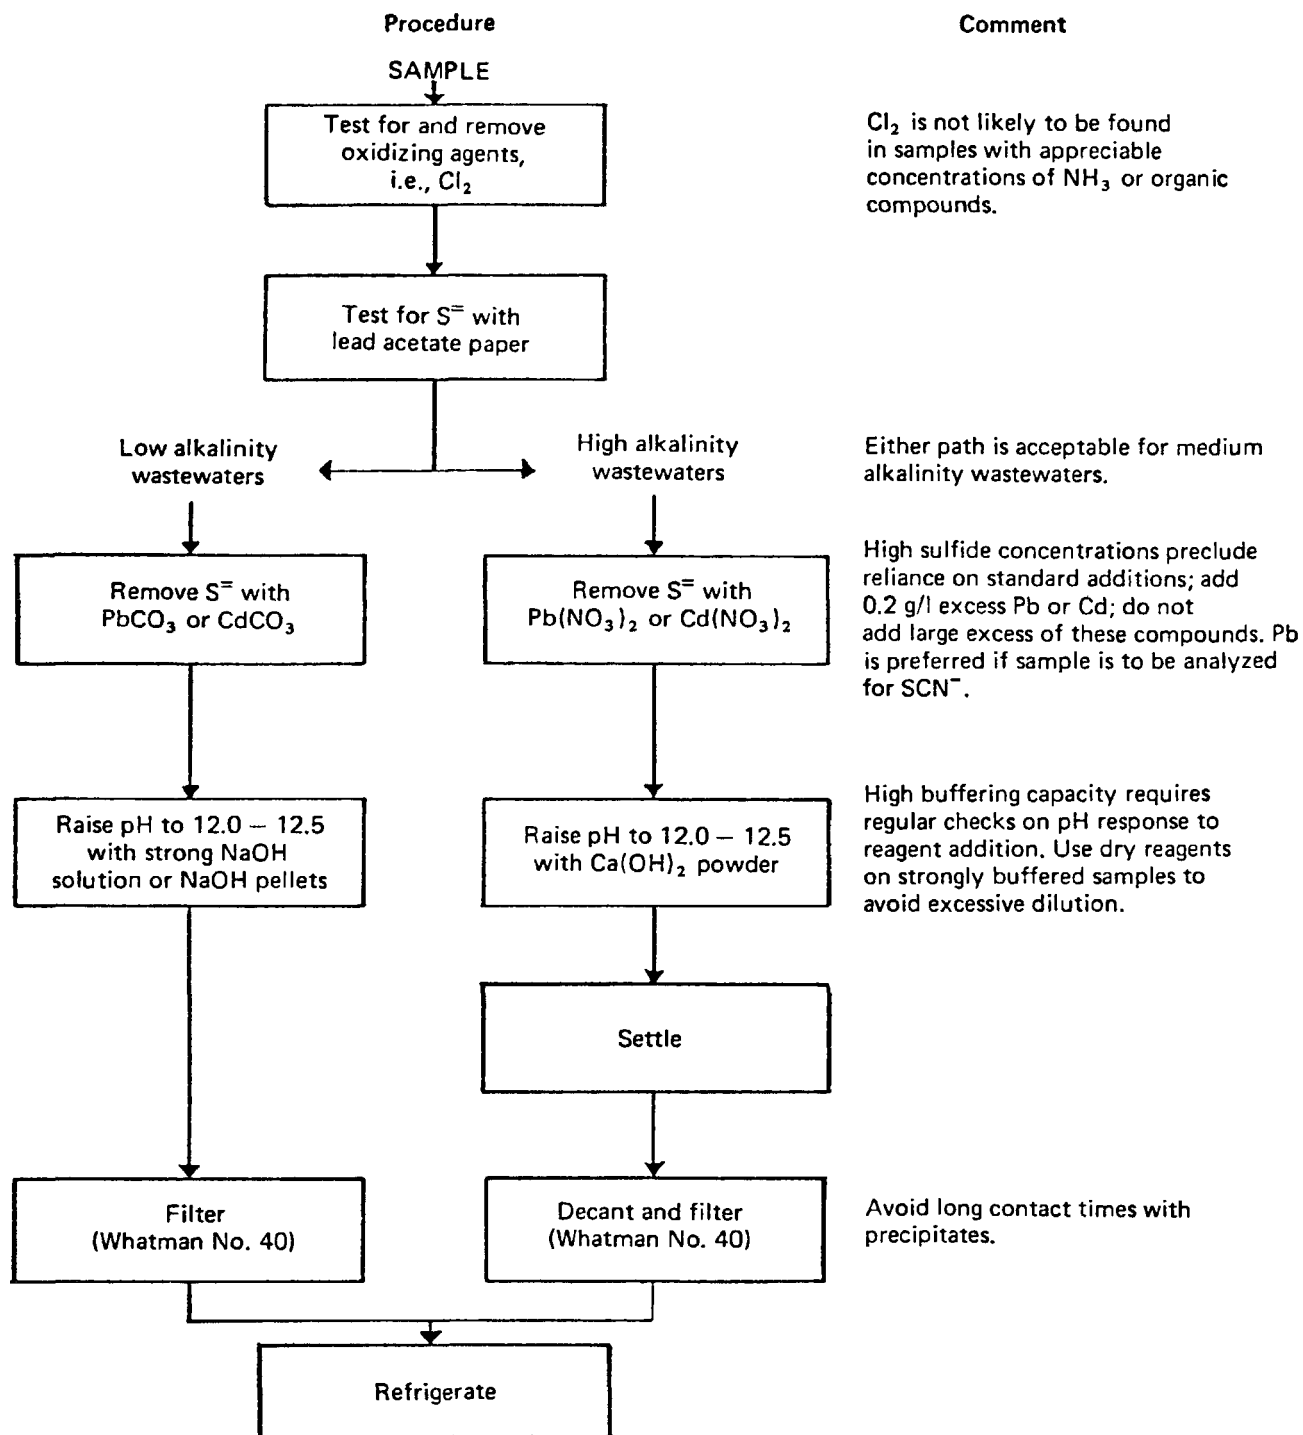 Procedure
Comment
SAMPLE
Test for and remove
oxidizing agents,
i.e., Cl₂
Cl₂ is not likely to be found
in samples with appreciable
concentrations of NH₃ or organic
compounds.
Test for S⁼ with
lead acetate paper
Low alkalinity
wastewaters
High alkalinity
wastewaters
Either path is acceptable for medium
alkalinity wastewaters.
Remove S⁼ with
PbCO₃ or CdCO₃
Remove S⁼ with
Pb(NO₃)₂ or Cd(NO₃)₂
High sulfide concentrations preclude
reliance on standard additions; add
0.2 g/l excess Pb or Cd; do not
add large excess of these compounds. Pb
is preferred if sample is to be analyzed
for SCN⁻.
Raise pH to 12.0 – 12.5
with strong NaOH
solution or NaOH pellets
Raise pH to 12.0 – 12.5
with Ca(OH)₂ powder
High buffering capacity requires
regular checks on pH response to
reagent addition. Use dry reagents
on strongly buffered samples to
avoid excessive dilution.
Settle
Filter
(Whatman No. 40)
Decant and filter
(Whatman No. 40)
Avoid long contact times with
precipitates.
Refrigerate